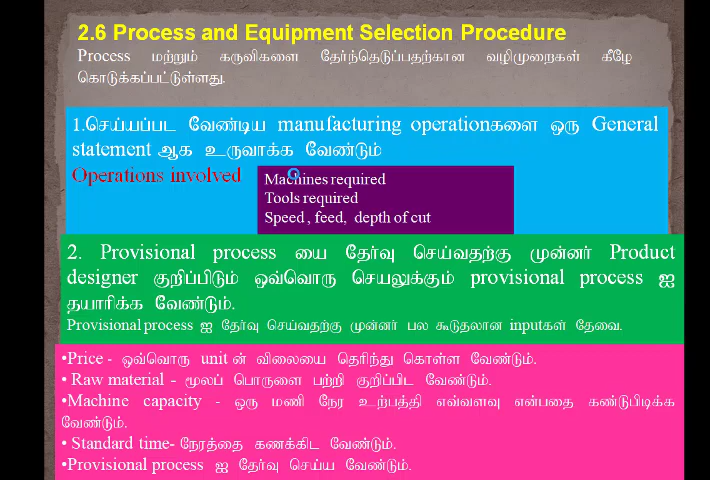 2.6 Process and Equipment Selection Procedure
Process மற்றும் கருவிகளை தேர்ந்தெடுப்பதற்கான வழிமுறைகள் கீழே
கொடுக்கப்பட்டுள்ளது.
1.செய்யப்பட வேண்டிய manufacturing operationகளை ஒரு General
statement ஆக உருவாக்க வேண்டும்
Operations involved
Machines required
Tools required
Speed , feed, depth of cut
2. Provisional process யை தேர்வு செய்வதற்கு முன்னர் Product
designer குறிப்பிடும் ஒவ்வொரு செயலுக்கும் provisional process ஐ
தயாரிக்க வேண்டும்.
Provisional process ஐ தேர்வு செய்வதற்கு முன்னர் பல கூடுதலான inputகள் தேவை.
•Price - ஒவ்வொரு unit ன் விலையை தெரிந்து கொள்ள வேண்டும்.
• Raw material - மூலப் பொருளை பற்றி குறிப்பிட வேண்டும்.
•Machine capacity - ஒரு மணி நேர உற்பத்தி எவ்வளவு என்பதை கண்டுபிடிக்க
வேண்டும்.
• Standard time- நேரத்தை கணக்கிட வேண்டும்.
•Provisional process ஐ தேர்வு செய்ய வேண்டும்.